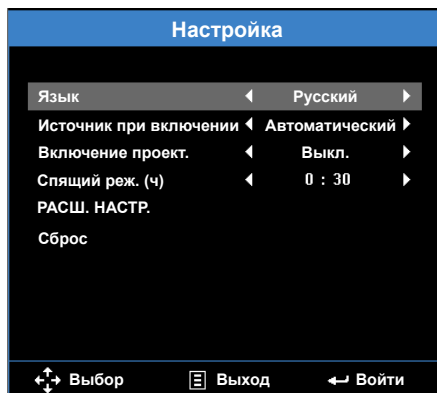 Настройка
Язык Русский
Источник при включении Автоматический
Включение проект. Выкл.
Спящий реж. (ч) 0 : 30
РАСШ. НАСТР.
Сброс
Выбор Выход Войти